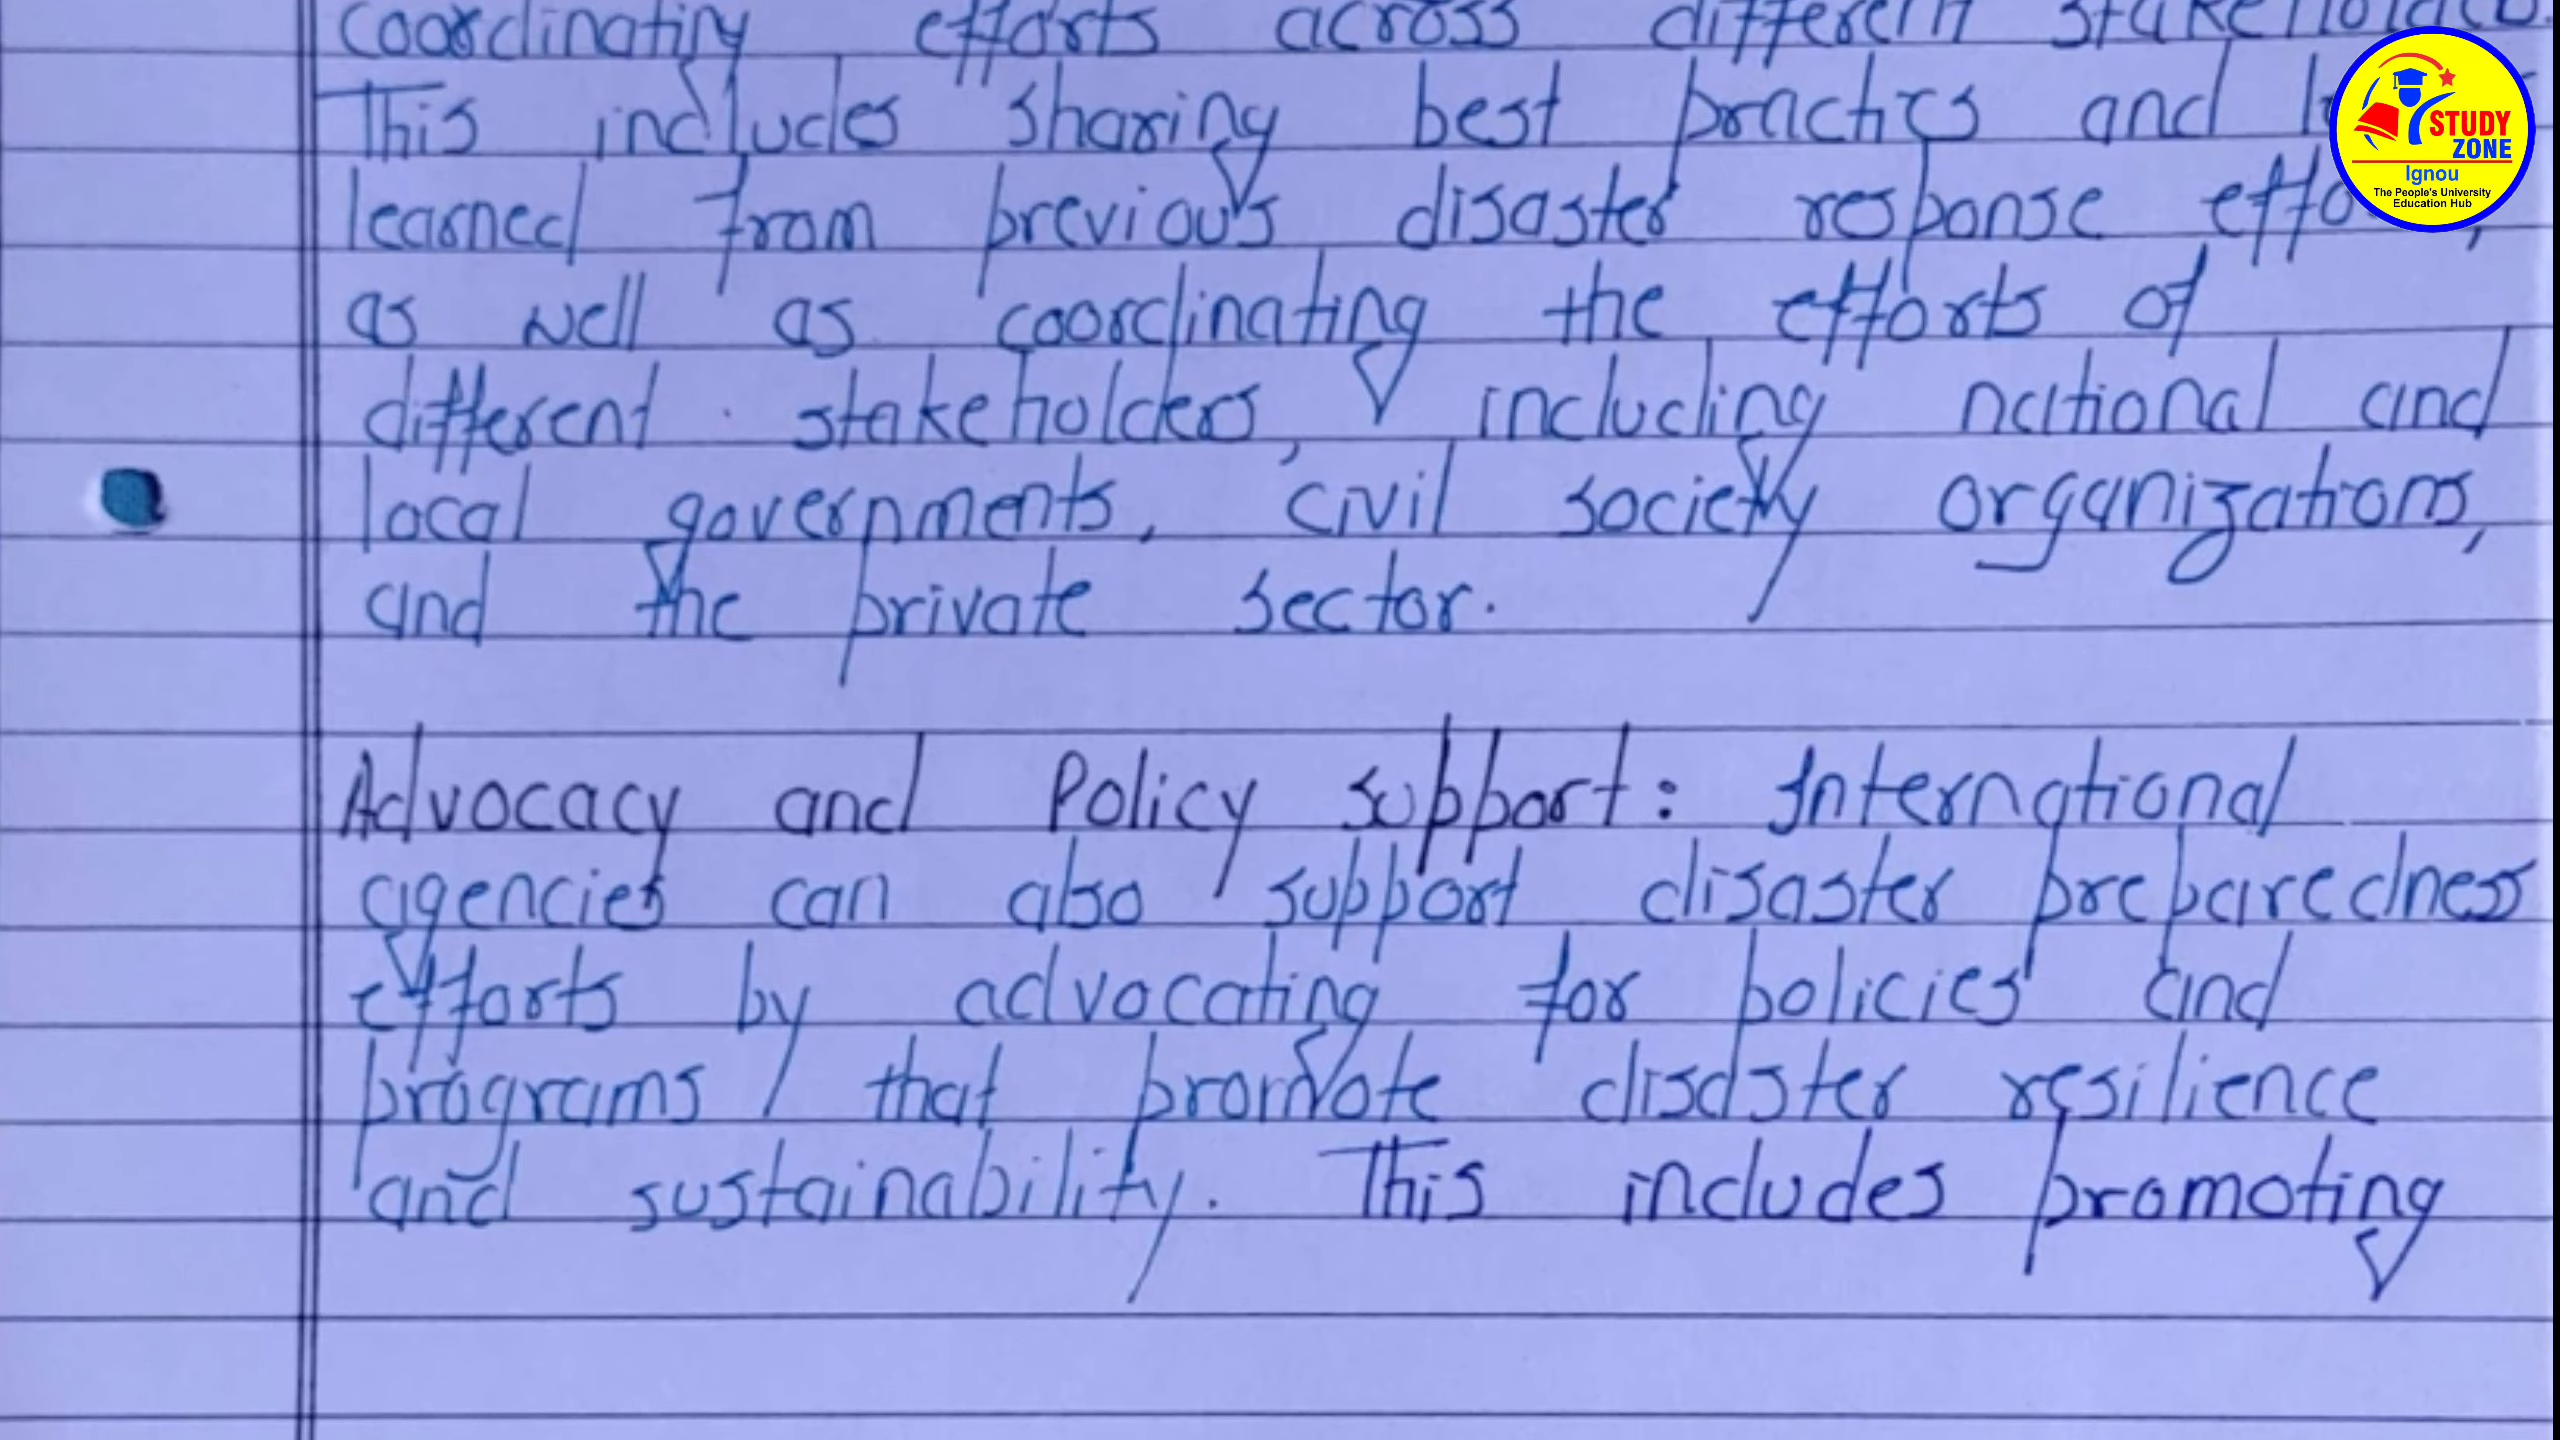 coordinating efforts across different stakeholders.
This includes sharing best practics and
learned from previous disaster response
as well as coordinating the efforts of
different stakeholders, including national and
local governments, civil society organizations,
and the private sector.
Advocacy and Policy support: International
agencies can also support disaster preparedness
efforts by advocating for policies and
programs that promote disaster resilience
and sustainability. This includes promoting
STUDY
ZONE
Ignou
The People's University
Education Hub